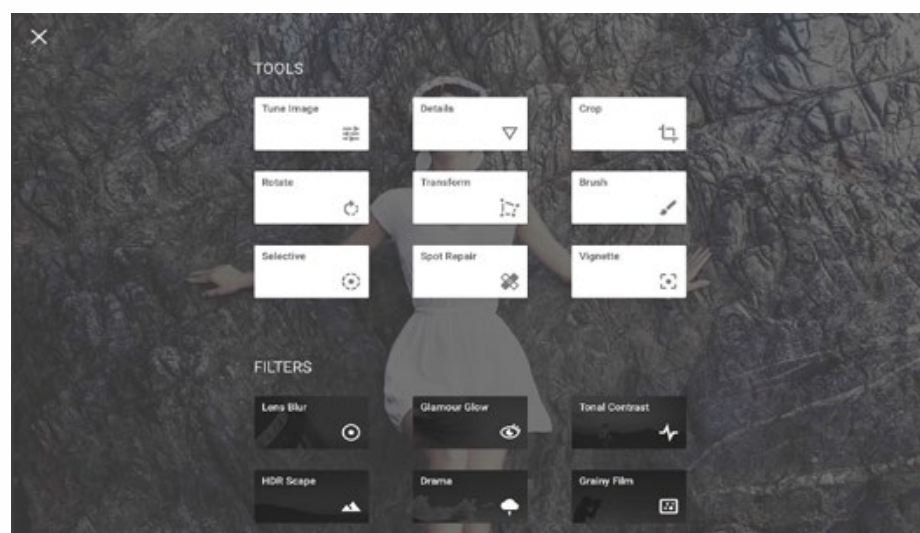 TOOLS
Tune Image
Details
Crop
Rotate
Transform
Brush
Selective
Spot Repair
Vignette
FILTERS
Lens Blur
Glamour Glow
Tonal Contrast
HDR Scape
Drama
Grainy Film